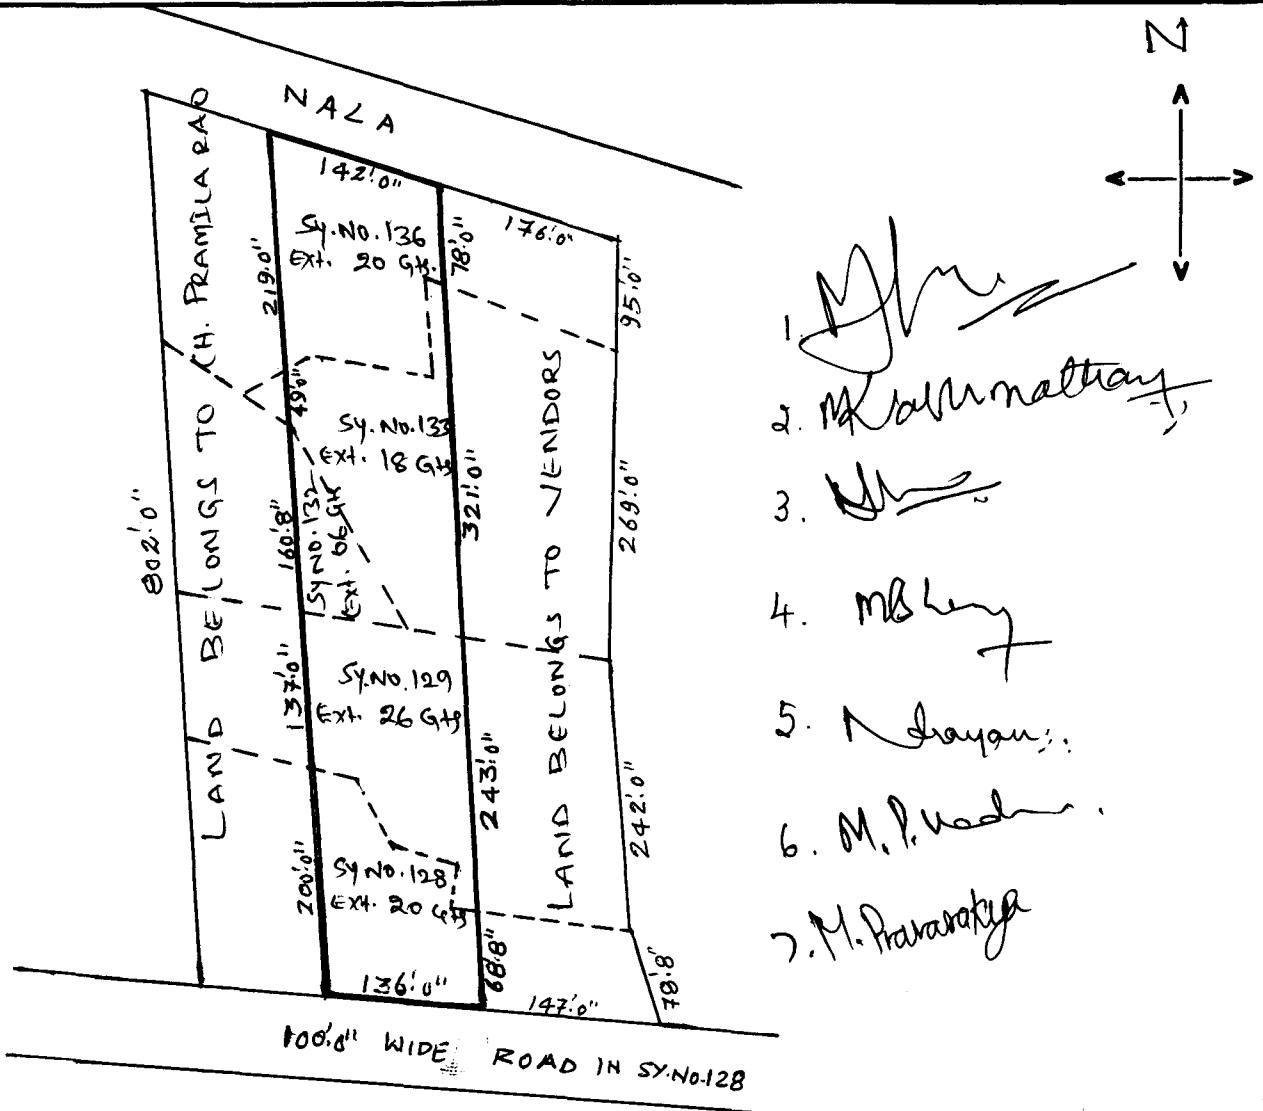 N
NALA
142'.0"
176'.0"
Sy.No.136
Ext. 20 Gts.
78'.0"
219'.0"
95'.0"
LAND BELONGS TO CH. PRAMILA RAO
802'.0"
49'.0"
Sy.No.133
Ext. 18 Gts
160'.8"
Sy No.132
Ext. 06 Gts
321'.0"
LAND BELONGS TO VENDORS
269'.0"
137'.0"
Sy.No.129
Ext. 26 Gts
243'.0"
242'.0"
200'.0"
Sy No.128
Ext. 20 Gts
68'.8"
78'.8"
136'.0"
147'.0"
100'.0" WIDE ROAD IN SY.No.128
1.
2.
3.
4.
5. Narayan
6. M.P.
7. M.